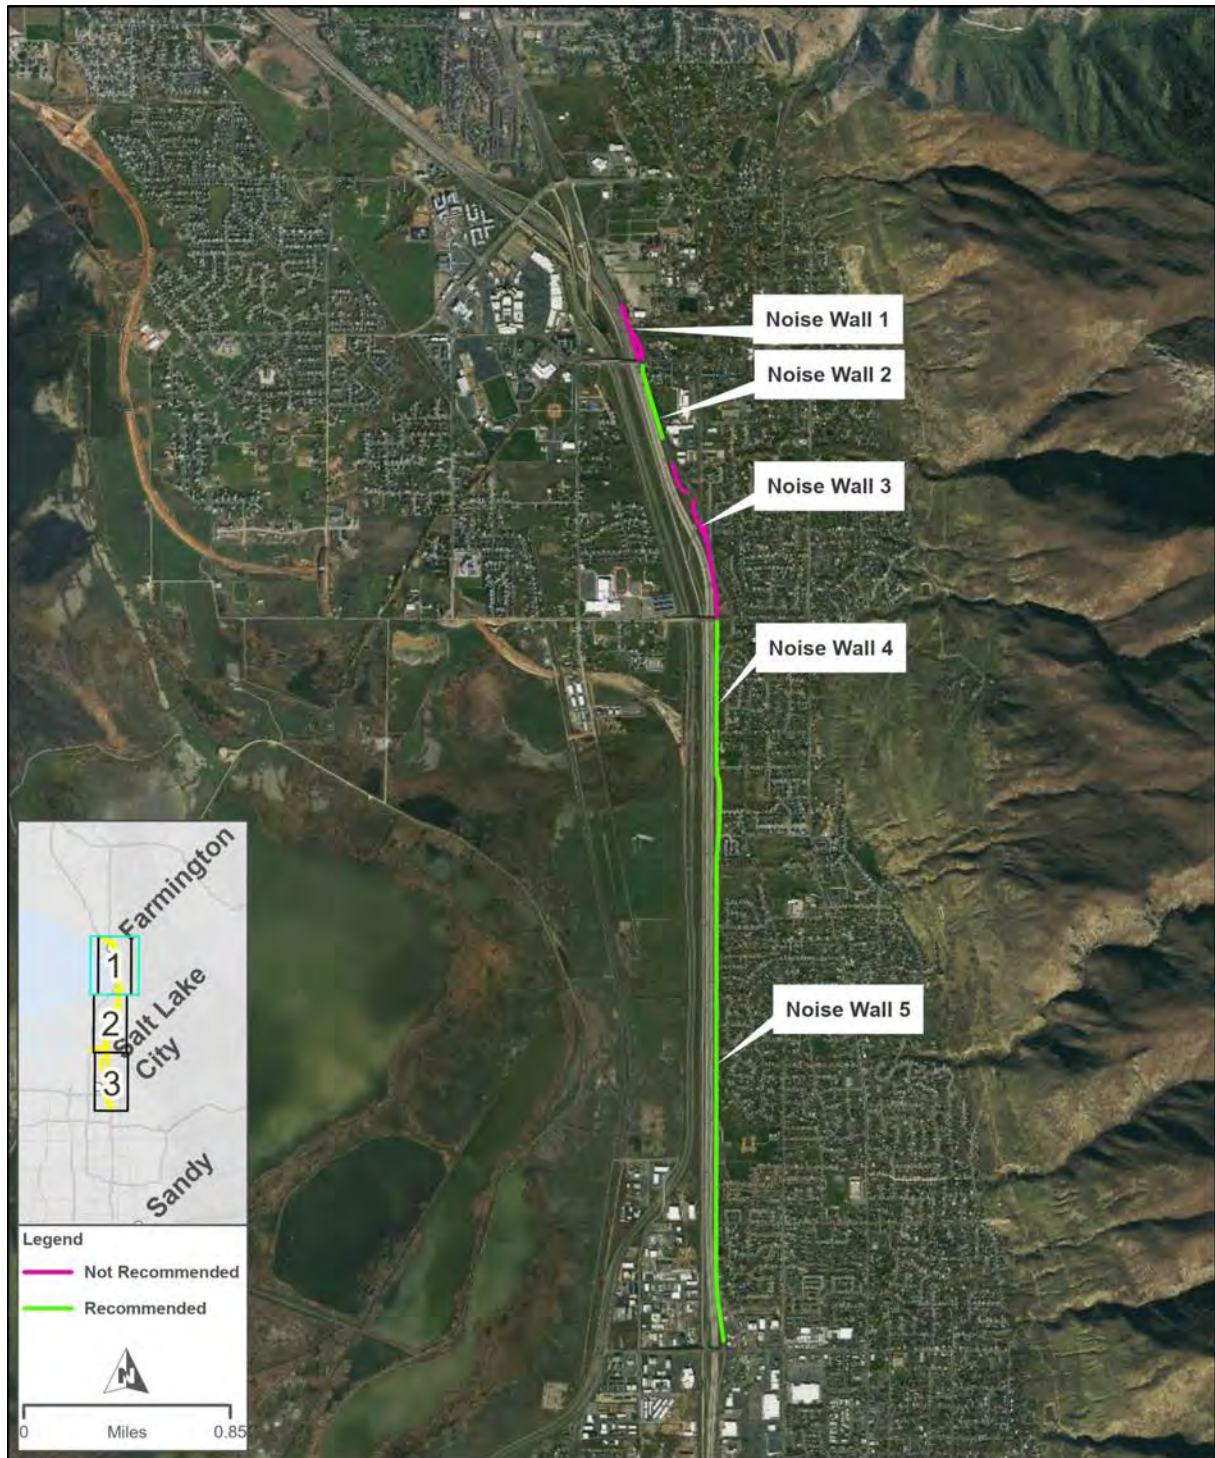 Noise Wall 1
Noise Wall 2
Noise Wall 3
Noise Wall 4
Noise Wall 5
Farmington
1
Salt Lake
City
2
3
Sandy
Legend
Not Recommended
Recommended
N
0 Miles 0.85